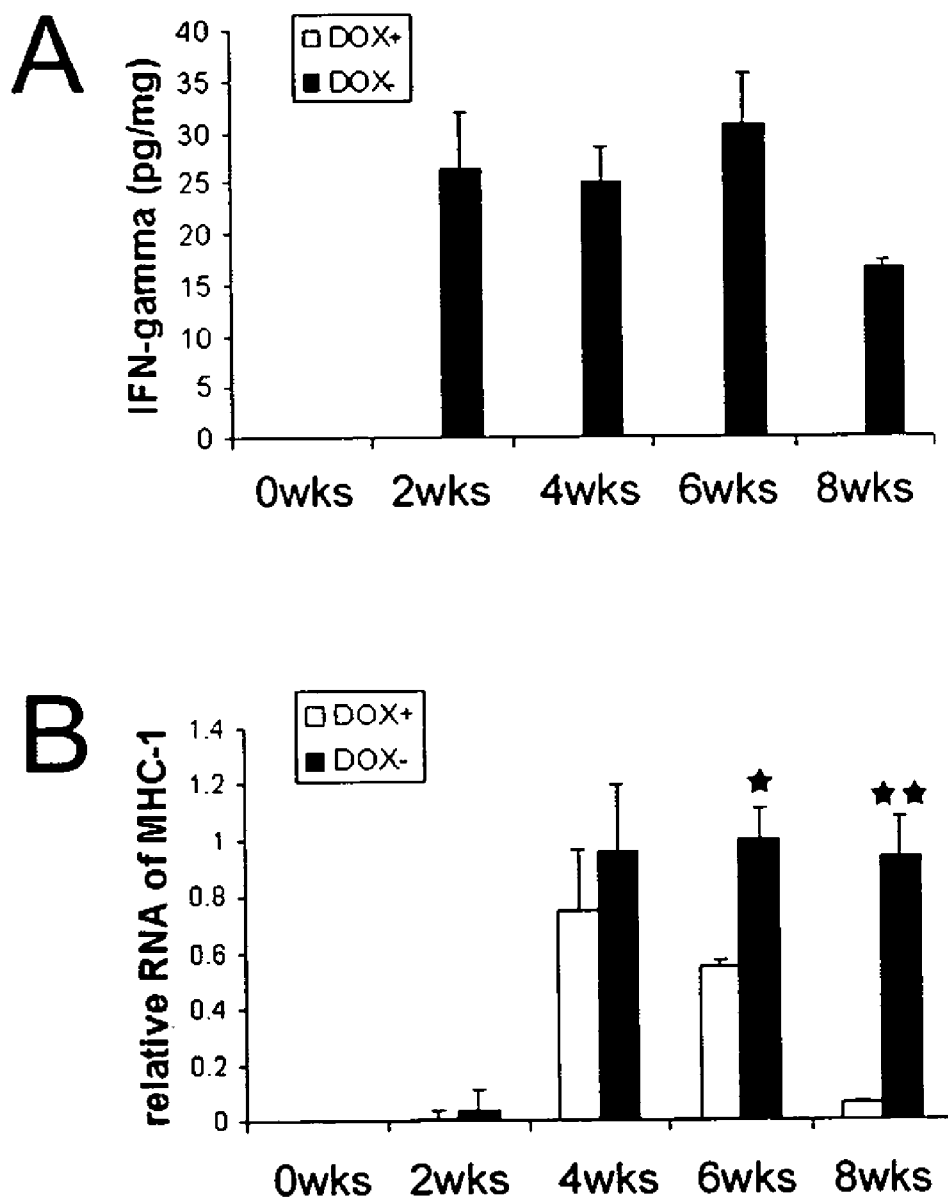 A
IFN-gamma (pg/mg)
40
35
30
25
20
15
10
5
0
DOX+
DOX-
0wks 2wks 4wks 6wks 8wks
B
relative RNA of MHC-1
1.4
1.2
1
0.8
0.6
0.4
0.2
0
DOX+
DOX-
0wks 2wks 4wks 6wks 8wks